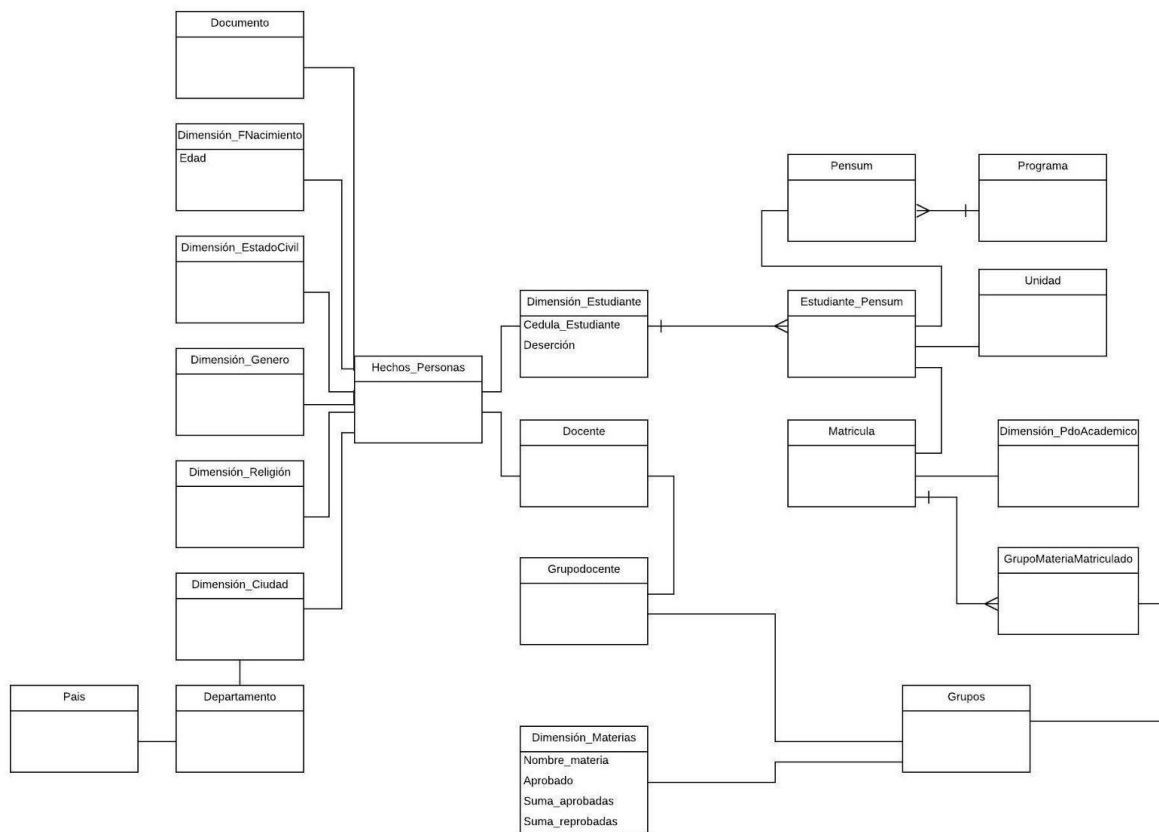 Documento
Dimensión_FNacimiento
Edad
Dimensión_EstadoCivil
Dimensión_Genero
Dimensión_Religión
Dimensión_Ciudad
Pais
Departamento
Hechos_Personas
Dimensión_Estudiante
Cedula_Estudiante
Deserción
Docente
Grupodocente
Dimensión_Materias
Nombre_materia
Aprobado
Suma_aprobadas
Suma_reprobadas
Pensum
Programa
Estudiante_Pensum
Unidad
Matricula
Dimensión_PdoAcademico
GrupoMateriaMatriculado
Grupos